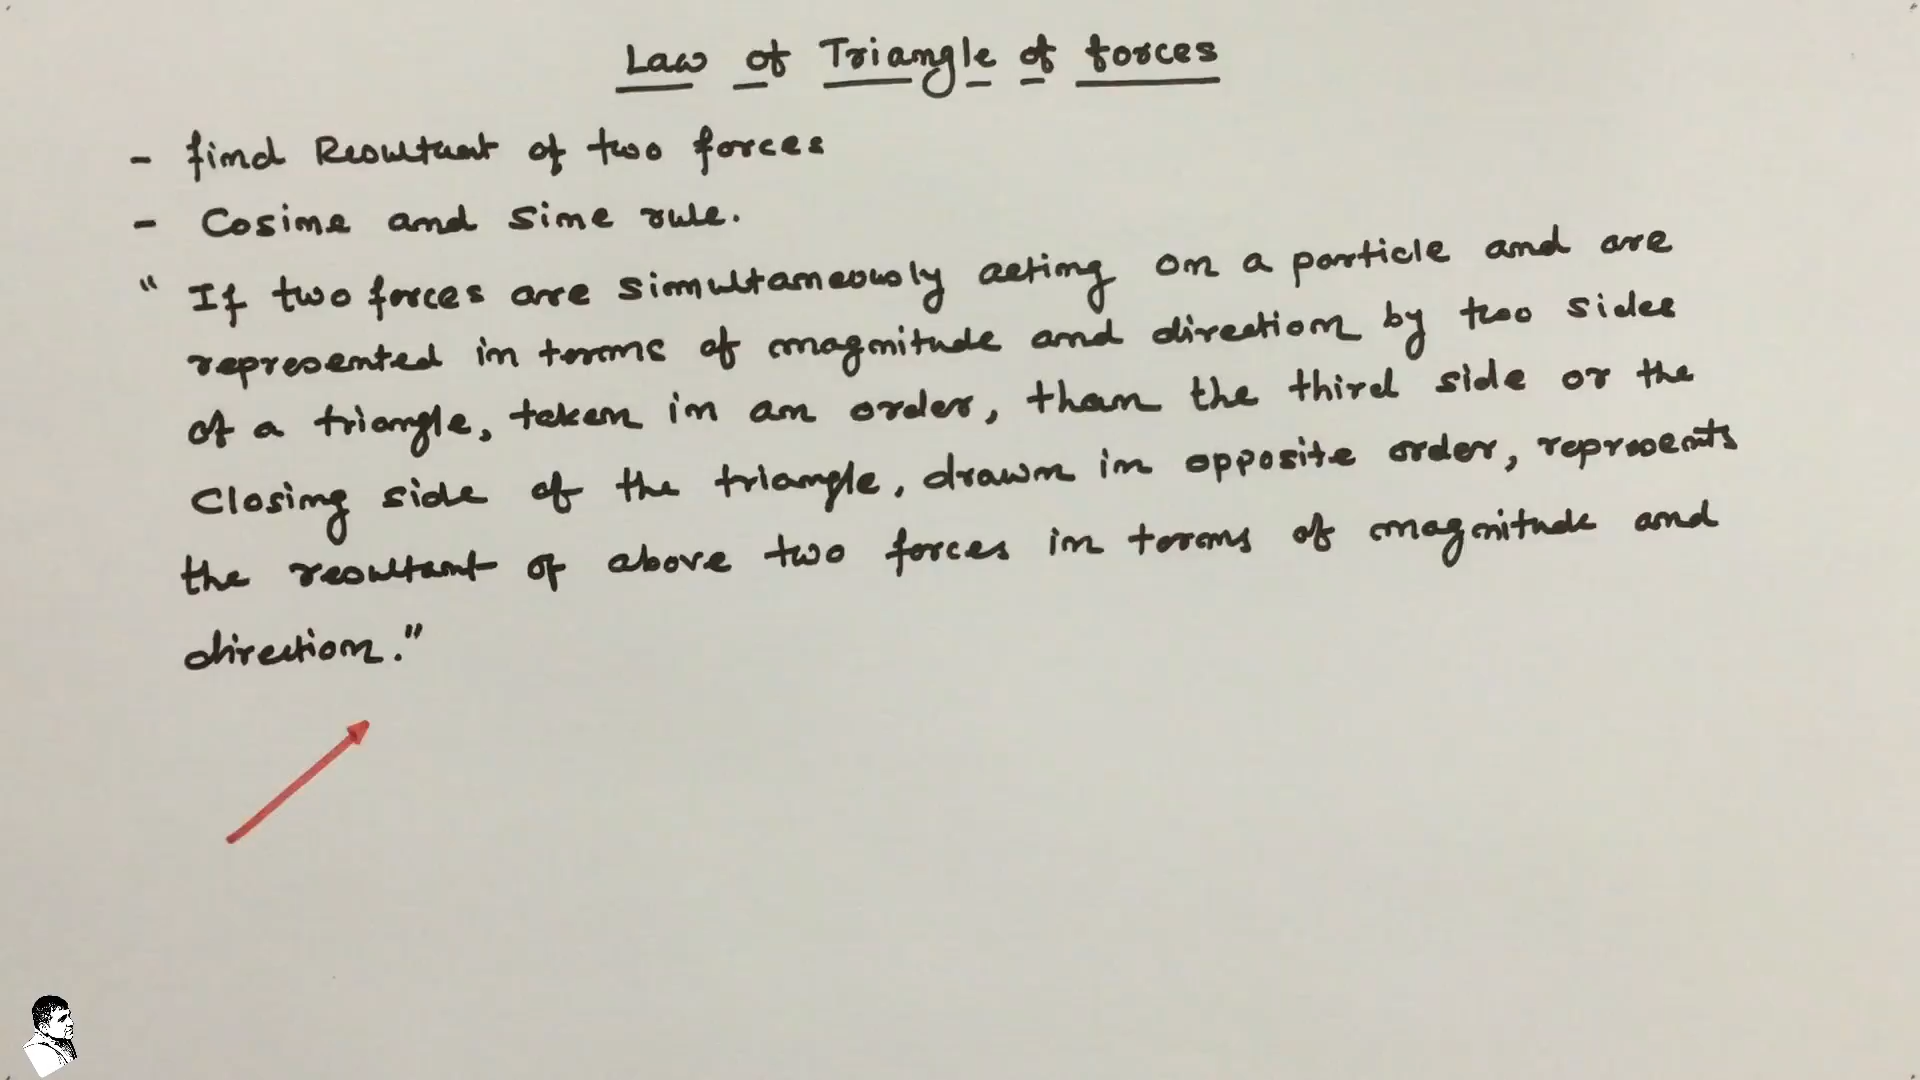 Law of Triangle of forces
- find Resultant of two forces
- Cosine and Sine rule.
" If two forces are simultaneously acting on a particle and are
represented in terms of magnitude and direction by two sides
of a triangle, taken in an order, than the third side or the
Closing side of the triangle, drawn in opposite order, represents
the resultant of above two forces in terms of magnitude and
direction."